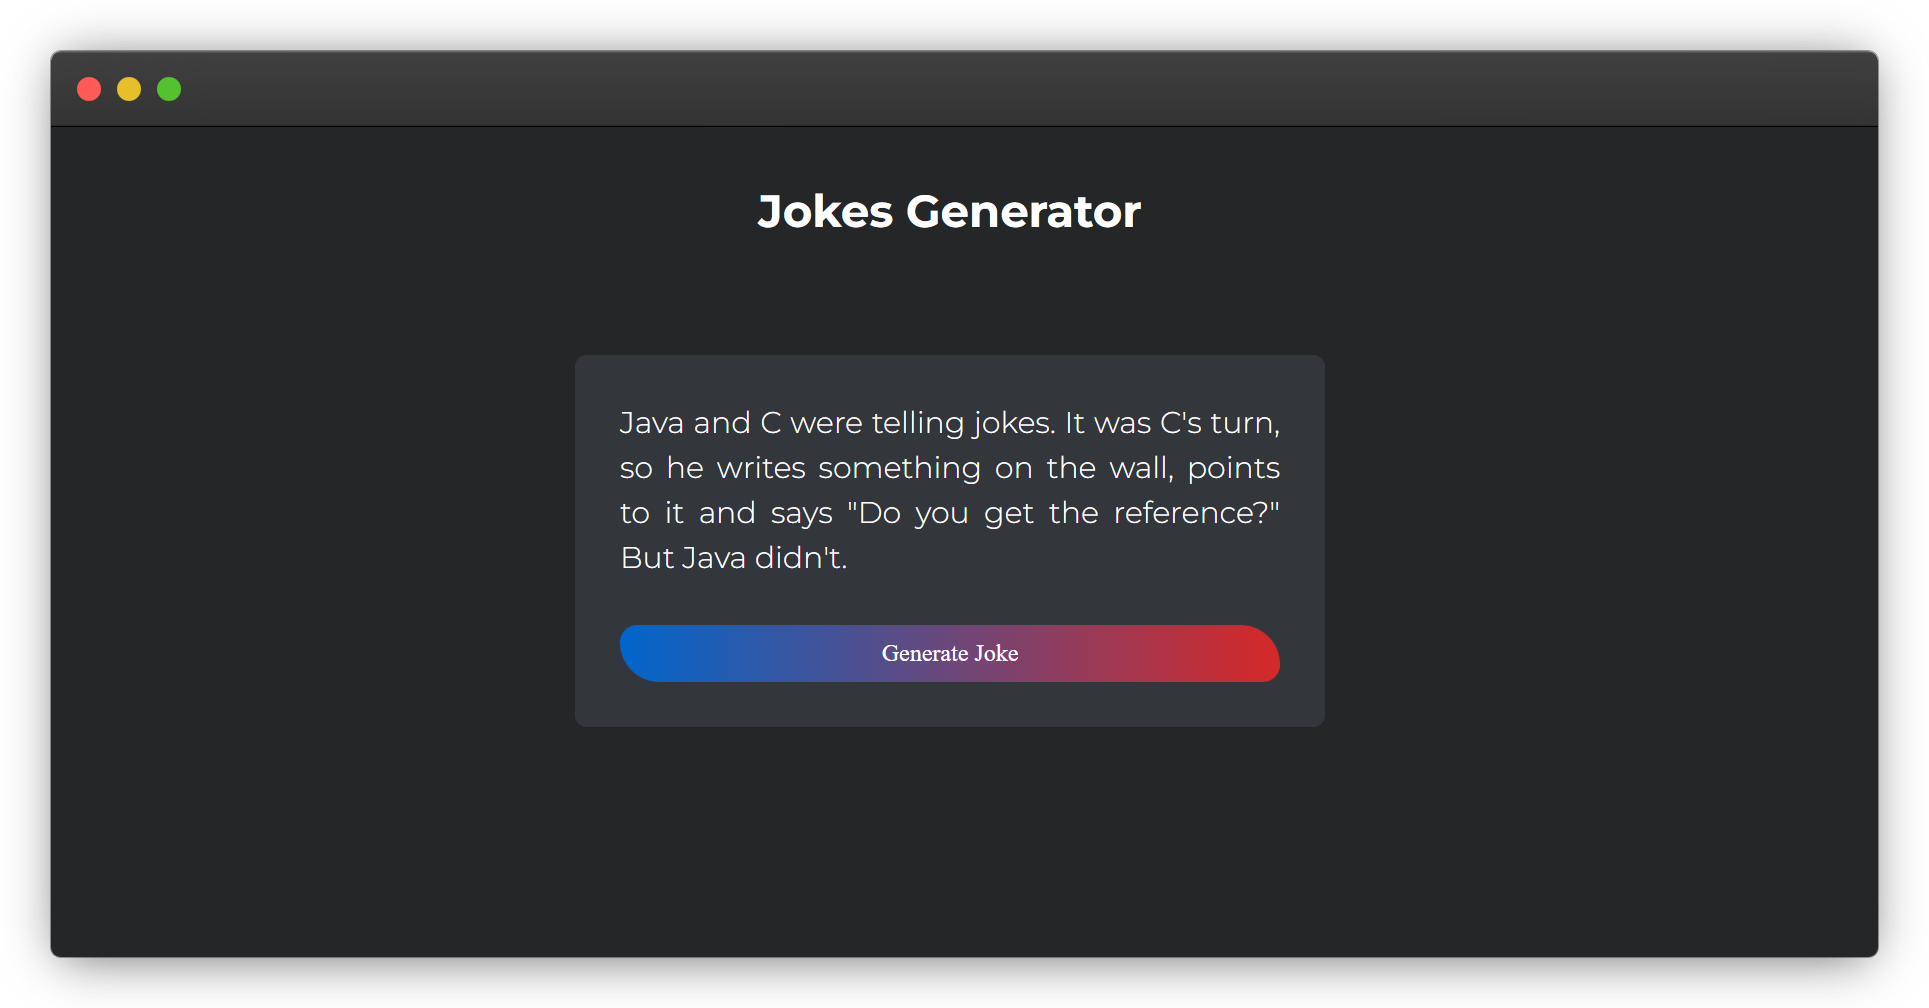 Jokes Generator
Java and C were telling jokes. It was C's turn,
so he writes something on the wall, points
to it and says "Do you get the reference?"
But Java didn't.
Generate Joke